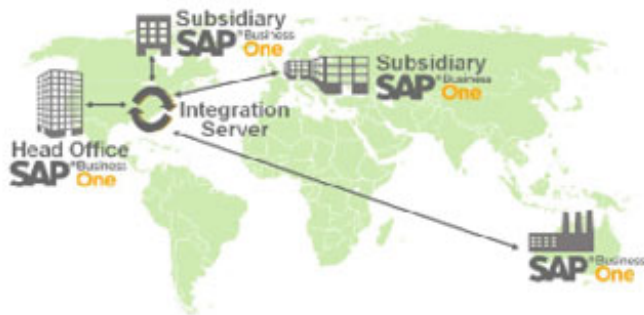 Subsidiary
SAP® Business
One
Subsidiary
SAP® Business
One
Integration
Server
Head Office
SAP® Business
One
SAP® Business
One